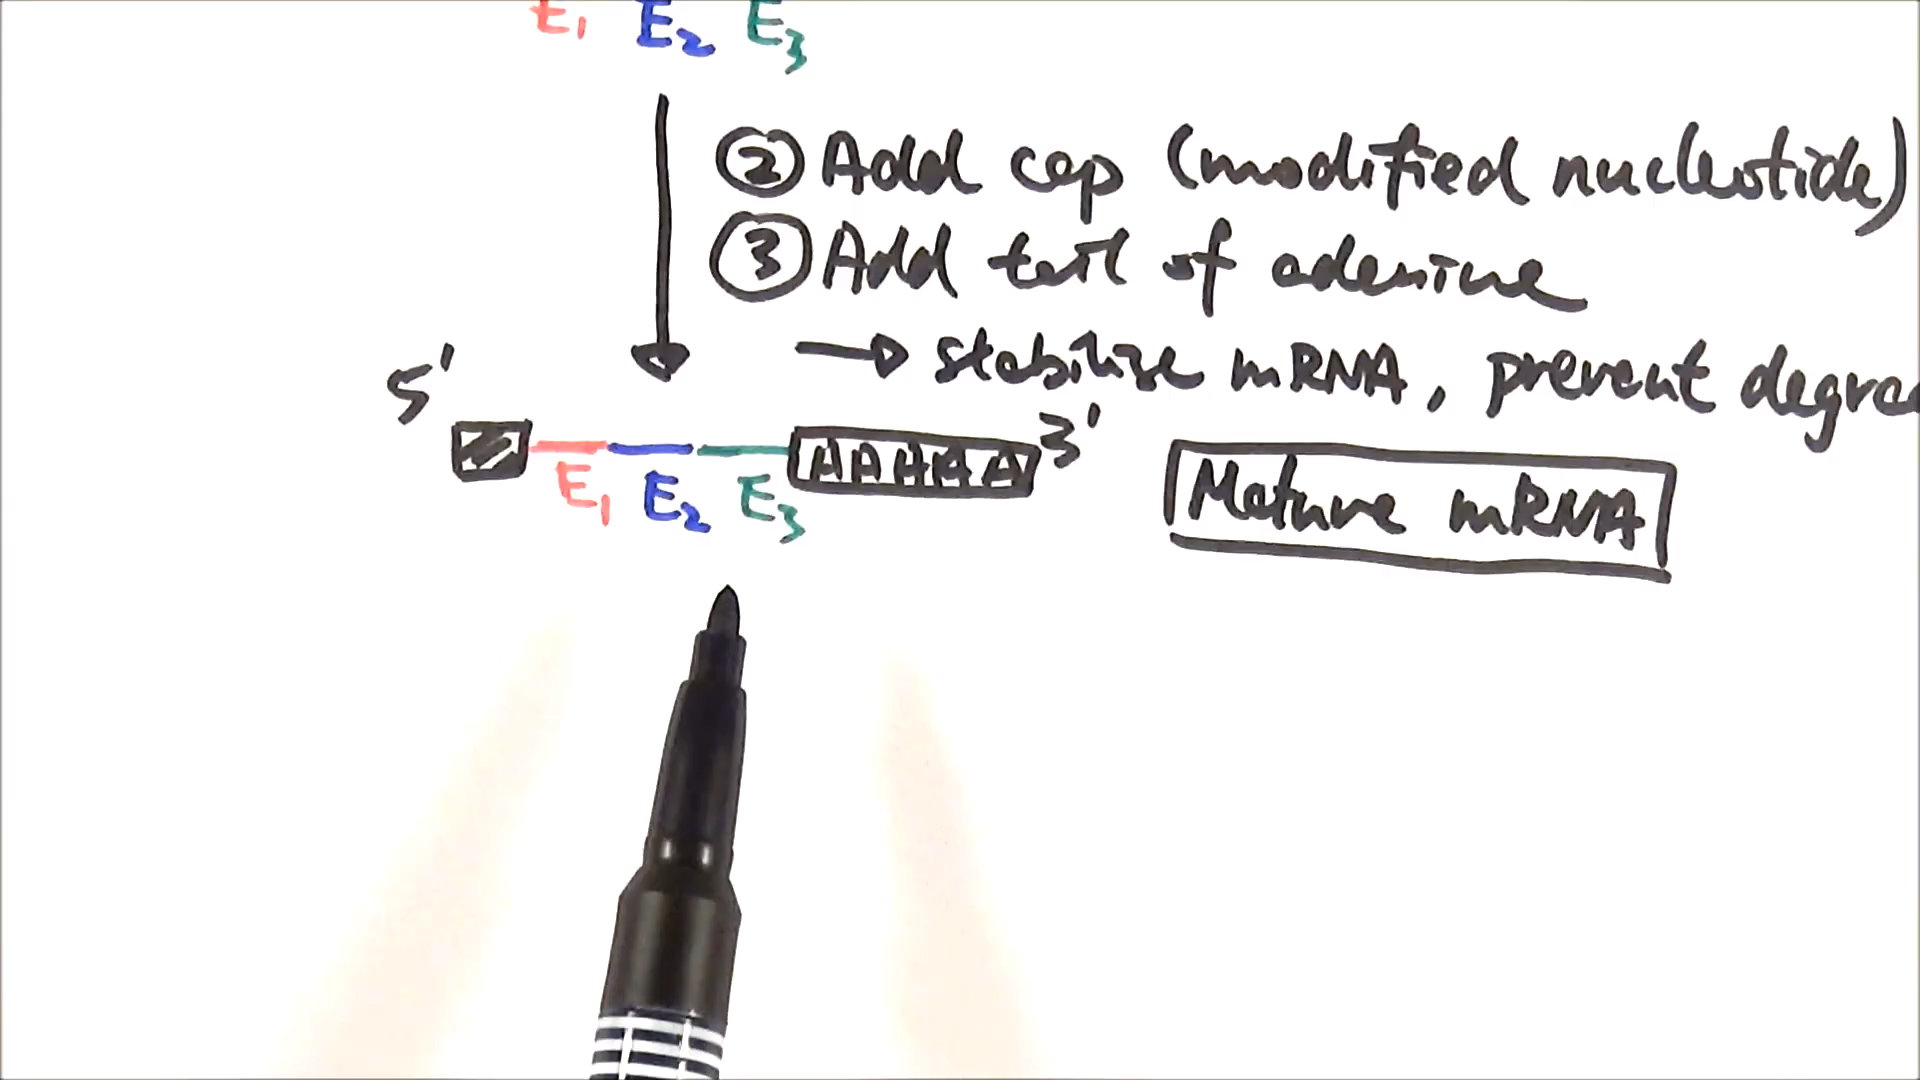 E1 E2 E3
② Add cap (modified nucleotide)
③ Add tail of adenine
→ stabilize mRNA, prevent degra
5'
AAAAA 3'
E1 E2 E3
Mature mRNA